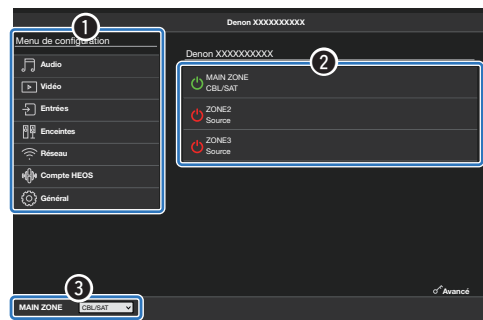 Denon XXXXXXXXXX
1
Menu de configuration
Audio
Vidéo
Entrées
Enceintes
Réseau
Compte HEOS
Général
Denon XXXXXXXXXX
2
MAIN ZONE
CBL/SAT
ZONE2
Source
ZONE3
Source
Avancé
3
MAIN ZONE CBL/SAT